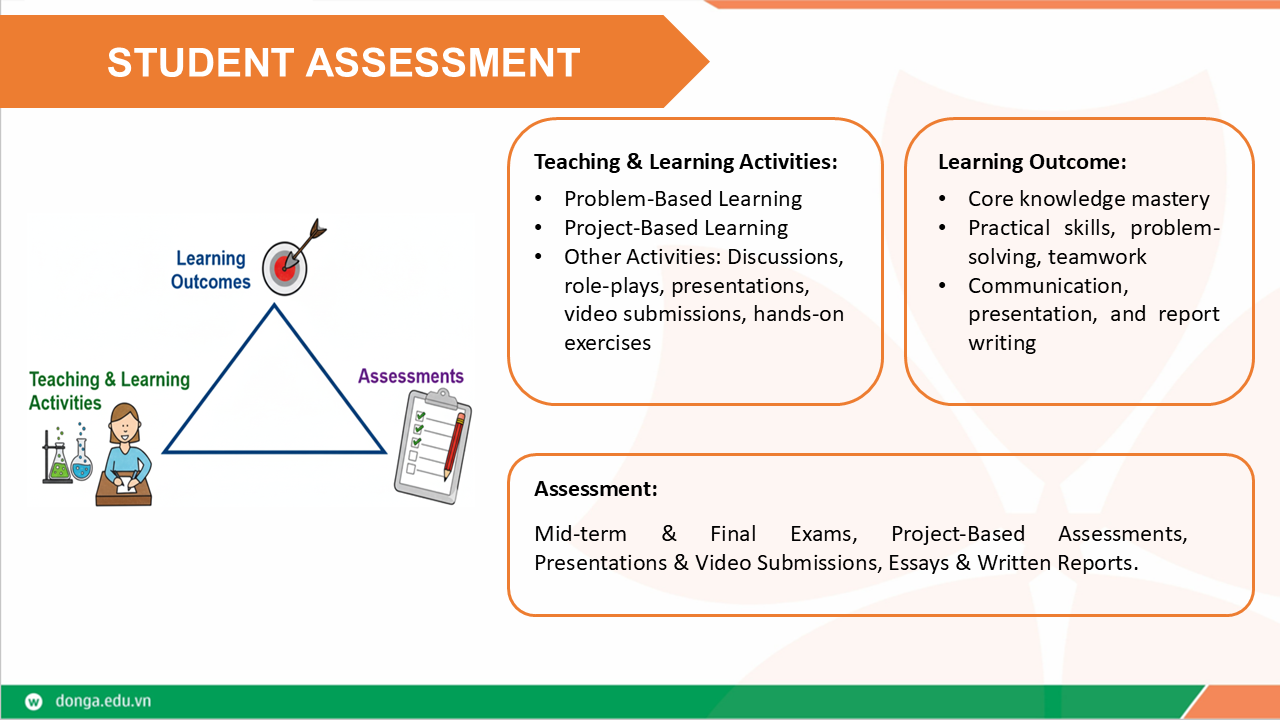 STUDENT ASSESSMENT
Learning
Outcomes
Teaching & Learning
Activities
Assessments
Teaching & Learning Activities:
• Problem-Based Learning
• Project-Based Learning
• Other Activities: Discussions,
role-plays, presentations,
video submissions, hands-on
exercises
Learning Outcome:
• Core knowledge mastery
• Practical skills, problem-
solving, teamwork
• Communication,
presentation, and report
writing
Assessment:
Mid-term & Final Exams, Project-Based Assessments,
Presentations & Video Submissions, Essays & Written Reports.
w donga.edu.vn